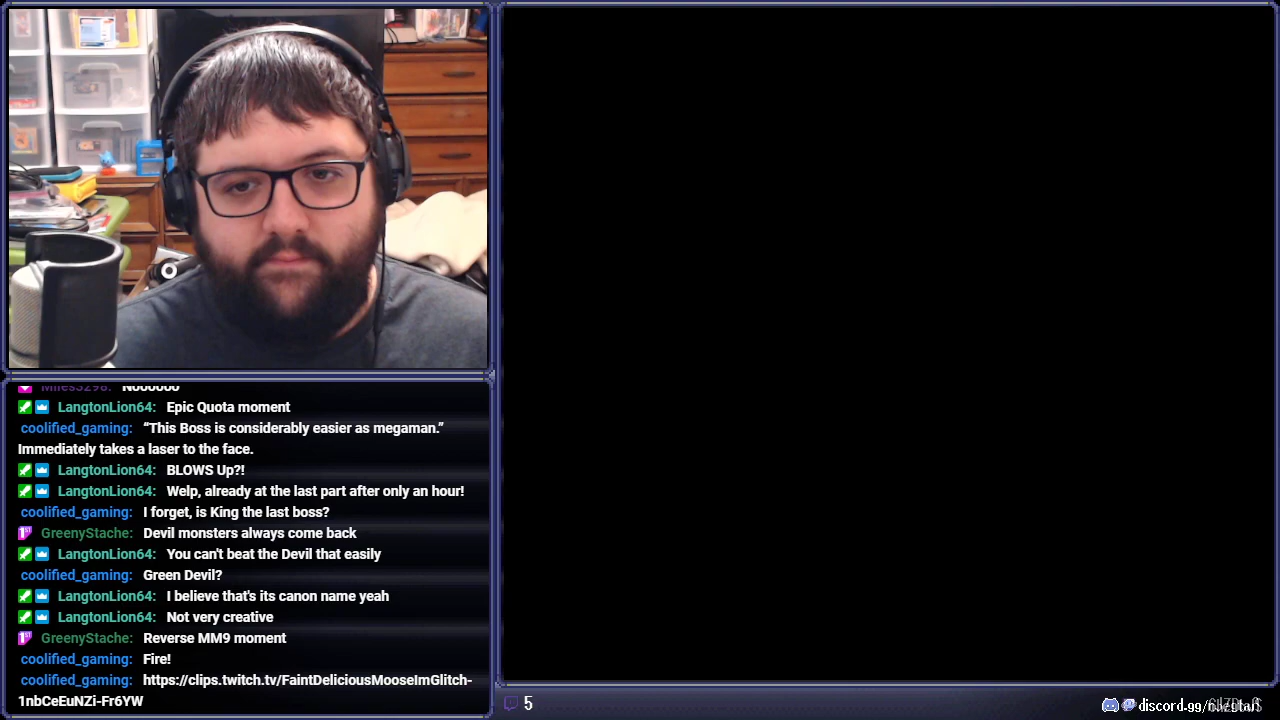 Miles3298: Nooooooo
LangtonLion64: Epic Quota moment
coolified_gaming: “This Boss is considerably easier as megaman.”
Immediately takes a laser to the face.
LangtonLion64: BLOWS Up?!
LangtonLion64: Welp, already at the last part after only an hour!
coolified_gaming: I forget, is King the last boss?
GreenyStache: Devil monsters always come back
LangtonLion64: You can't beat the Devil that easily
coolified_gaming: Green Devil?
LangtonLion64: I believe that's its canon name yeah
LangtonLion64: Not very creative
GreenyStache: Reverse MM9 moment
coolified_gaming: Fire!
coolified_gaming: https://clips.twitch.tv/FaintDeliciousMooseImGlitch-
1nbCeEuNZi-Fr6YW
5